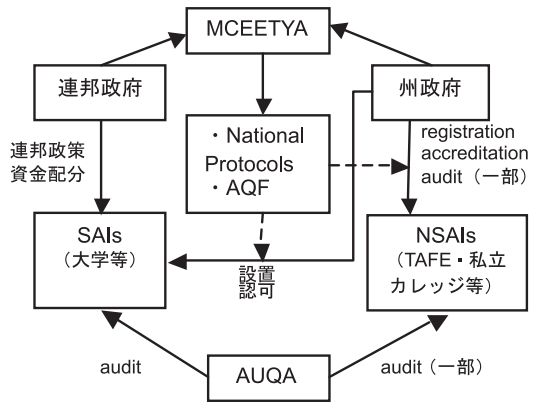 MCEETYA
連邦政府
州政府
連邦政策
資金配分
・National
Protocols
・AQF
registration
accreditation
audit（一部）
SAIs
（大学等）
設置
認可
NSAIs
（TAFE・私立
カレッジ等）
audit
AUQA
audit（一部）